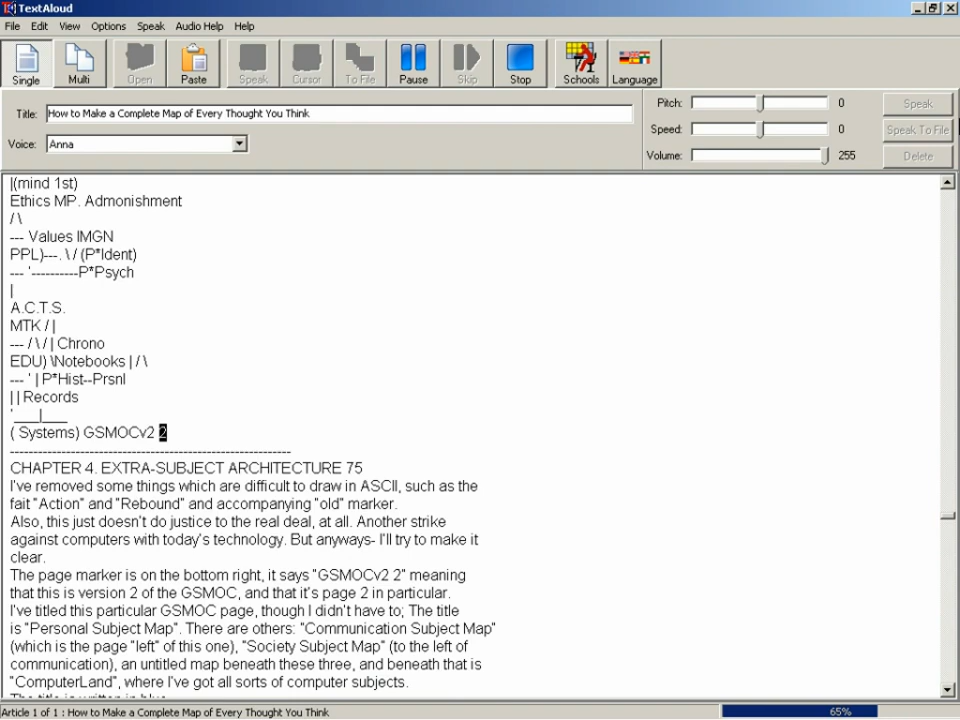 TextAloud
File Edit View Options Speak Audio Help Help
Single Multi Open Paste Speak Cursor To File Pause Skip Stop Schools Language
Title: How to Make a Complete Map of Every Thought You Think
Voice: Anna
Pitch: 0 Speak
Speed: 0 Speak To File
Volume: 255 Delete
|(mind 1st)
Ethics MP. Admonishment
/ \
--- Values IMGN
PPL)---. \ / (P*Ident)
--- '----------P*Psych
|
A.C.T.S.
MTK / |
--- / \ / | Chrono
EDU) \Notebooks | / \
--- ' | P*Hist--Prsnl
| | Records
'___|___
( Systems) GSMOCv2 2
------------------------------------------------------------
CHAPTER 4. EXTRA-SUBJECT ARCHITECTURE 75
I've removed some things which are difficult to draw in ASCII, such as the
fait "Action" and "Rebound" and accompanying "old" marker.
Also, this just doesn't do justice to the real deal, at all. Another strike
against computers with today's technology. But anyways- I'll try to make it
clear.
The page marker is on the bottom right, it says "GSMOCv2 2" meaning
that this is version 2 of the GSMOC, and that it's page 2 in particular.
I've titled this particular GSMOC page, though I didn't have to; The title
is "Personal Subject Map". There are others: "Communication Subject Map"
(which is the page "left" of this one), "Society Subject Map" (to the left of
communication), an untitled map beneath these three, and beneath that is
"ComputerLand", where I've got all sorts of computer subjects.
The title is written in blue
Article 1 of 1 : How to Make a Complete Map of Every Thought You Think 65%